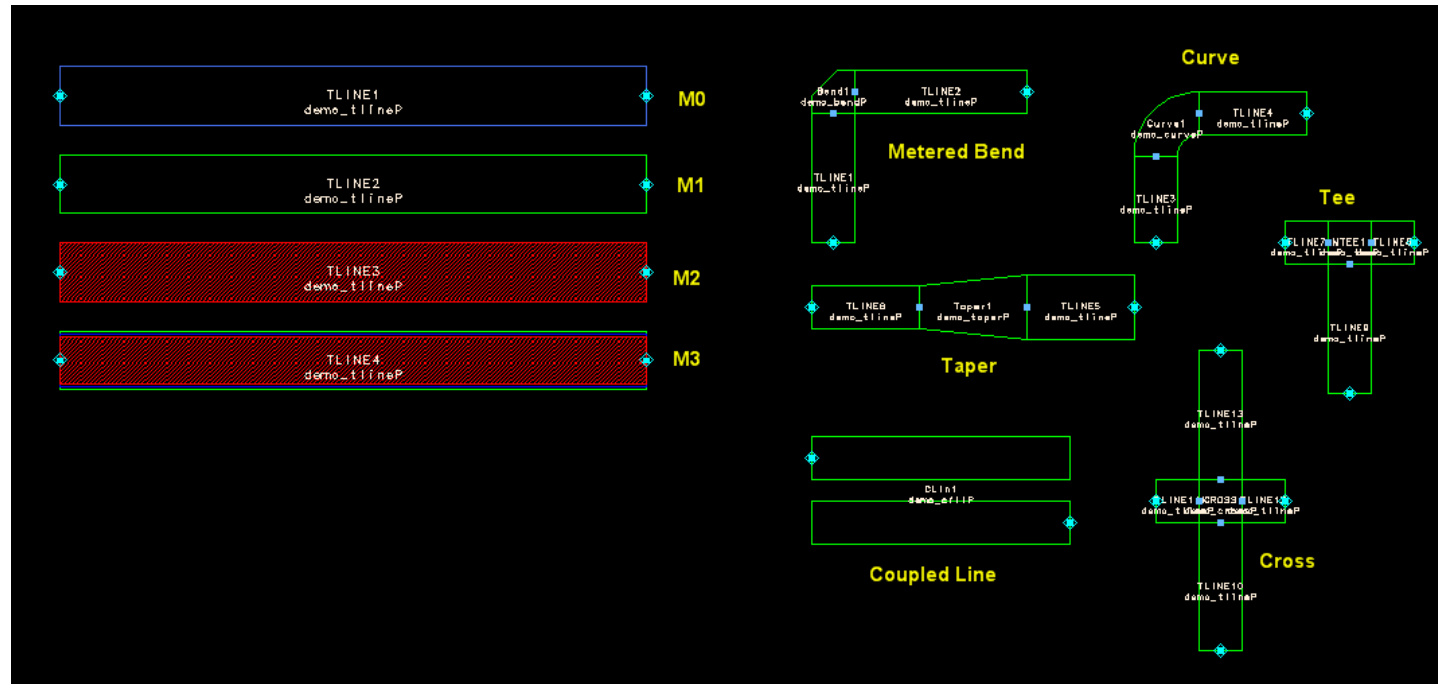 TLINE1
demo_tlineP
M0
TLINE2
demo_tlineP
M1
TLINE3
demo_tlineP
M2
TLINE4
demo_tlineP
M3
Bend1
demo_bendP
TLINE2
demo_tlineP
Metered Bend
TLINE1
demo_tlineP
Curve
Curve1
demo_curveP
TLINE4
demo_tlineP
TLINE3
demo_tlineP
Tee
TLINE9
demo_tlineP
TLINE6
demo_tlineP
Taper1
demo_taperP
TLINE5
demo_tlineP
Taper
CLin1
Coupled Line
TLINE13
demo_tlineP
TLINE10
demo_tlineP
Cross